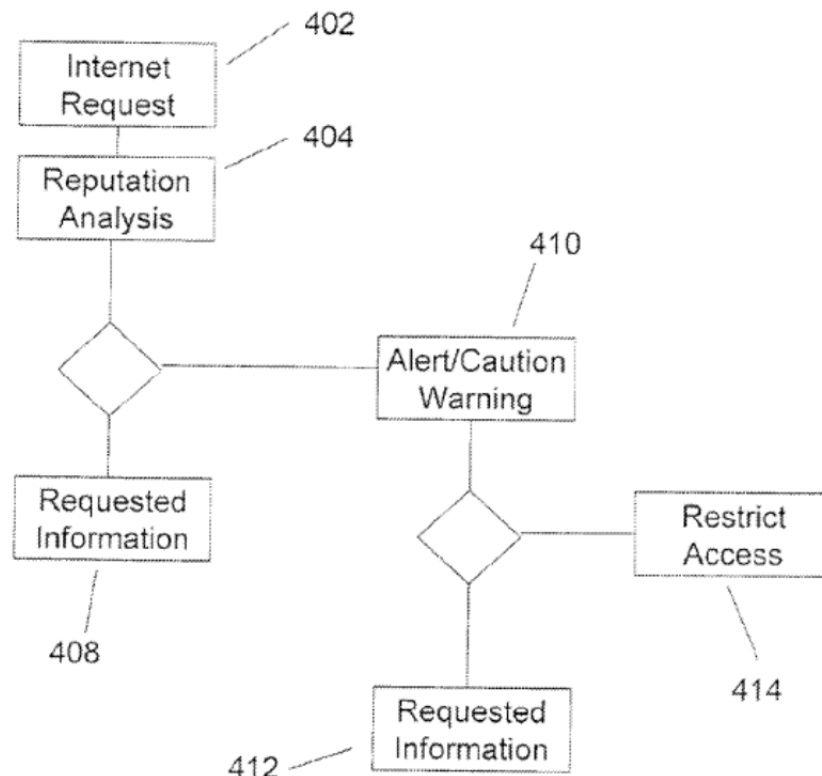 402
Internet
Request
404
Reputation
Analysis
410
Alert/Caution
Warning
Requested
Information
408
Restrict
Access
414
Requested
Information
412